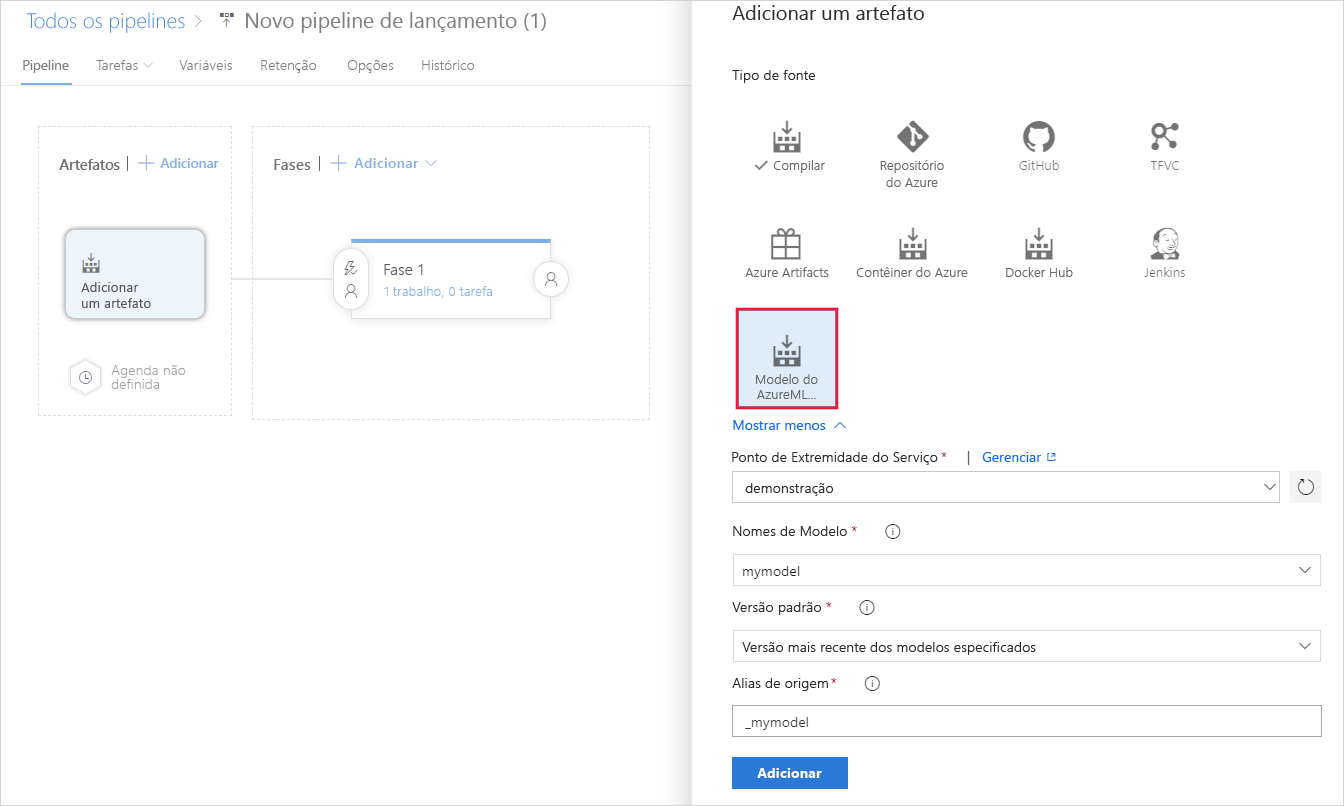 Todos os pipelines > Novo pipeline de lançamento (1)
Pipeline Tarefas Variáveis Retenção Opções Histórico
Artefatos | + Adicionar
Adicionar
um artefato
Agenda não
definida
Fases | + Adicionar
Fase 1
1 trabalho, 0 tarefa
Adicionar um artefato
Tipo de fonte
Compilar
Repositório
do Azure
GitHub
TFVC
Azure Artifacts
Contêiner do Azure
Docker Hub
Jenkins
Modelo do
AzureML...
Mostrar menos
Ponto de Extremidade do Serviço * | Gerenciar
demonstração
Nomes de Modelo *
mymodel
Versão padrão *
Versão mais recente dos modelos especificados
Alias de origem *
_mymodel
Adicionar